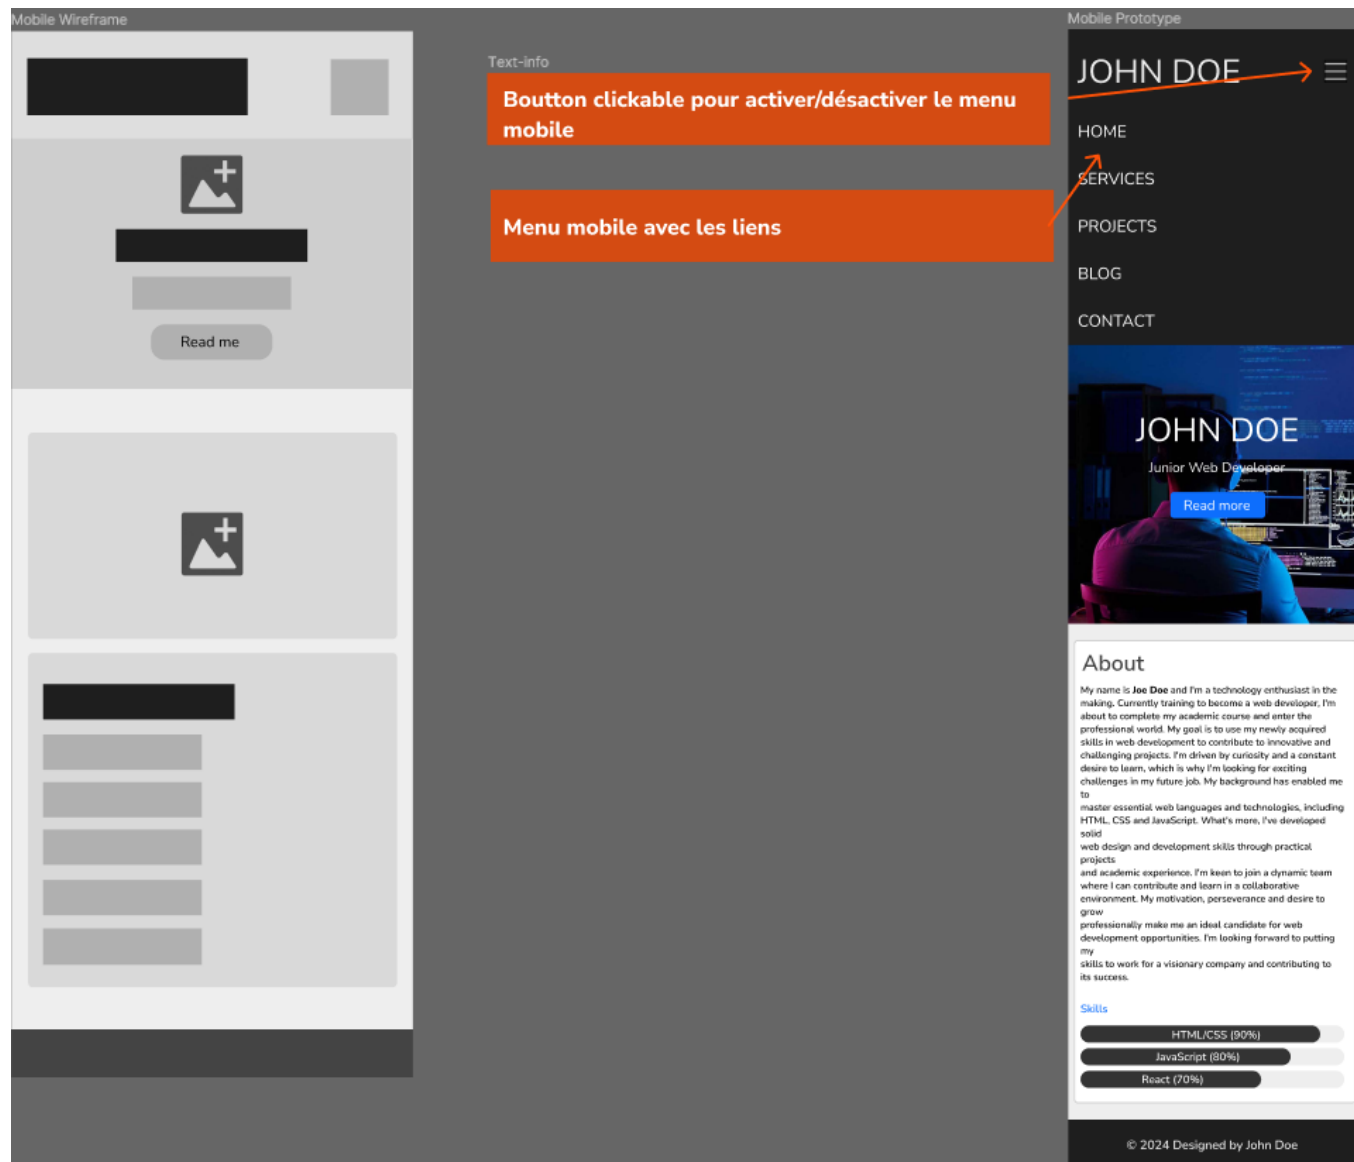 Mobile Wireframe
Read me
Text-info
Boutton clickable pour activer/désactiver le menu
mobile
Menu mobile avec les liens
Mobile Prototype
JOHN DOE
HOME
SERVICES
PROJECTS
BLOG
CONTACT
JOHN DOE
Junior Web Developer
Read more
About
My name is Joe Doe and I'm a technology enthusiast in the
making. Currently training to become a web developer, I'm
about to complete my academic course and enter the
professional world. My goal is to use my newly acquired
skills in web development to contribute to innovative and
challenging projects. I'm driven by curiosity and a constant
desire to learn, which is why I'm looking for exciting
challenges in my future job. My background has enabled me
to
master essential web languages and technologies, including
HTML, CSS and JavaScript. What's more, I've developed
solid
web design and development skills through practical
projects
and academic experience. I'm keen to join a dynamic team
where I can contribute and learn in a collaborative
environment. My motivation, perseverance and desire to
grow
professionally make me an ideal candidate for web
development opportunities. I'm looking forward to putting
my
skills to work for a visionary company and contributing to
its success.
Skills
HTML/CSS (90%)
JavaScript (80%)
React (70%)
© 2024 Designed by John Doe